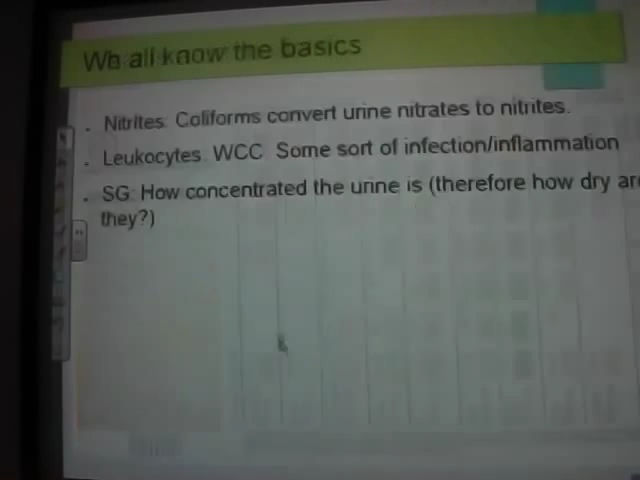 We all know the basics
. Nitrites: Coliforms convert urine nitrates to nitrites.
. Leukocytes: WCC. Some sort of infection/inflammation
. SG: How concentrated the urine is (therefore how dry are
they?)